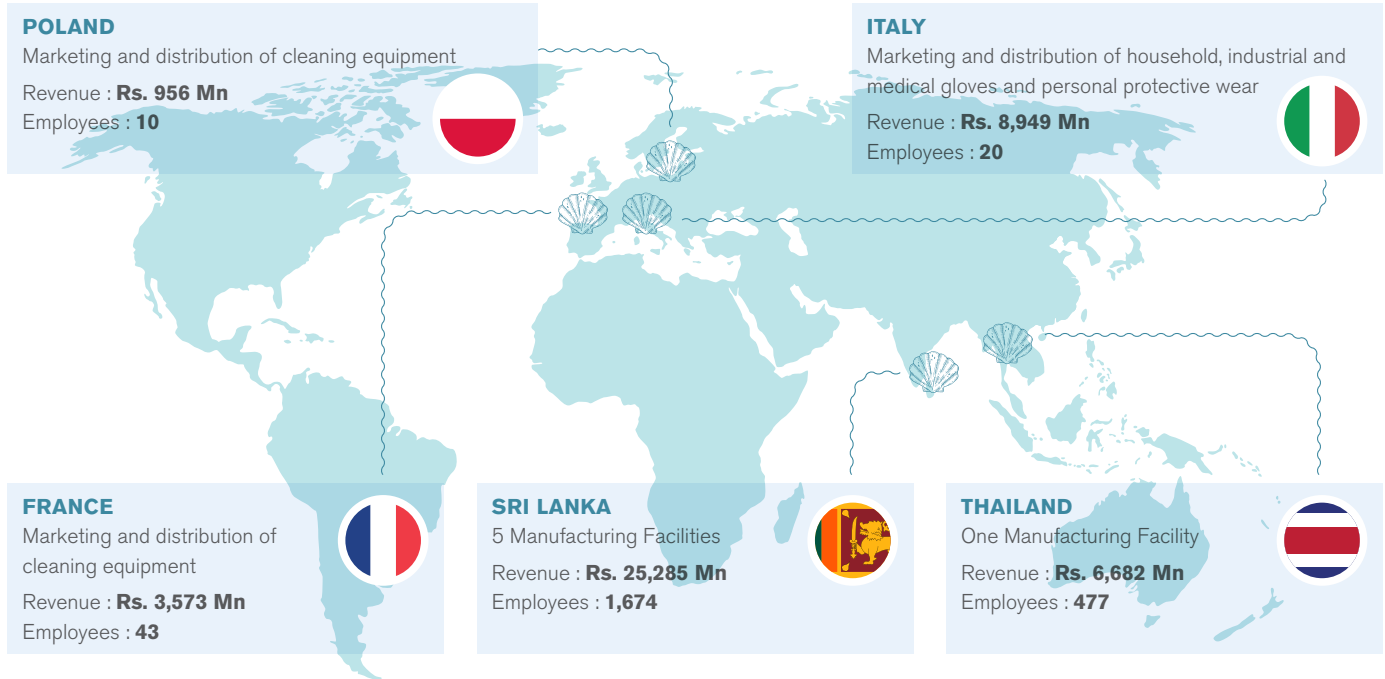 POLAND
Marketing and distribution of cleaning equipment
Revenue : Rs. 956 Mn
Employees : 10
ITALY
Marketing and distribution of household, industrial and
medical gloves and personal protective wear
Revenue : Rs. 8,949 Mn
Employees : 20
FRANCE
Marketing and distribution of
cleaning equipment
Revenue : Rs. 3,573 Mn
Employees : 43
SRI LANKA
5 Manufacturing Facilities
Revenue : Rs. 25,285 Mn
Employees : 1,674
THAILAND
One Manufacturing Facility
Revenue : Rs. 6,682 Mn
Employees : 477